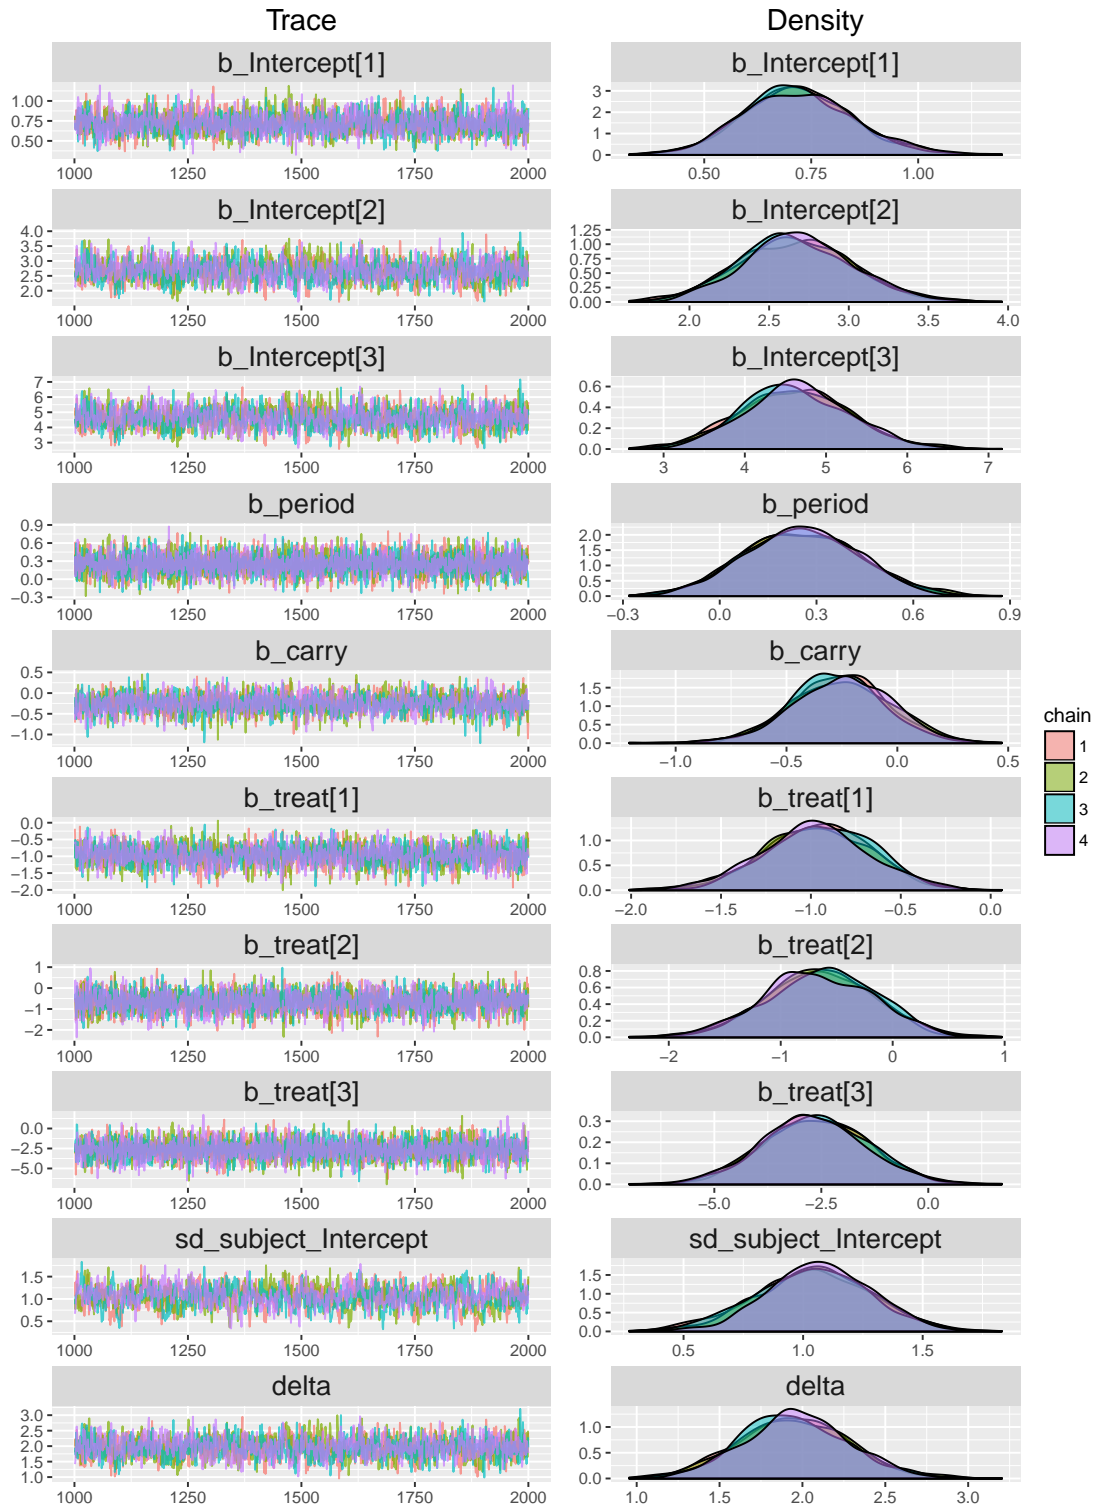 Trace Density
b_Intercept[1] b_Intercept[1]
1.00
0.75
0.50
1000 1250 1500 1750 2000
3
2
1
0
0.50 0.75 1.00
b_Intercept[2] b_Intercept[2]
4.0
3.5
3.0
2.5
2.0
1000 1250 1500 1750 2000
1.25
1.00
0.75
0.50
0.25
0.00
2.0 2.5 3.0 3.5 4.0
b_Intercept[3] b_Intercept[3]
7
6
5
4
3
1000 1250 1500 1750 2000
0.6
0.4
0.2
0.0
3 4 5 6 7
b_period b_period
0.9
0.6
0.3
0.0
−0.3
1000 1250 1500 1750 2000
2.0
1.5
1.0
0.5
0.0
−0.3 0.0 0.3 0.6 0.9
b_carry b_carry
0.5
0.0
−0.5
−1.0
1000 1250 1500 1750 2000
1.5
1.0
0.5
0.0
−1.0 −0.5 0.0 0.5
chain
1
2
3
4
b_treat[1] b_treat[1]
0.0
−0.5
−1.0
−1.5
−2.0
1000 1250 1500 1750 2000
1.0
0.5
0.0
−2.0 −1.5 −1.0 −0.5 0.0
b_treat[2] b_treat[2]
1
0
−1
−2
1000 1250 1500 1750 2000
0.8
0.6
0.4
0.2
0.0
−2 −1 0 1
b_treat[3] b_treat[3]
0.0
−2.5
−5.0
1000 1250 1500 1750 2000
0.3
0.2
0.1
0.0
−5.0 −2.5 0.0
sd_subject_Intercept sd_subject_Intercept
1.5
1.0
0.5
1000 1250 1500 1750 2000
1.5
1.0
0.5
0.0
0.5 1.0 1.5
delta delta
3.0
2.5
2.0
1.5
1.0
1000 1250 1500 1750 2000
1.0
0.5
0.0
1.0 1.5 2.0 2.5 3.0